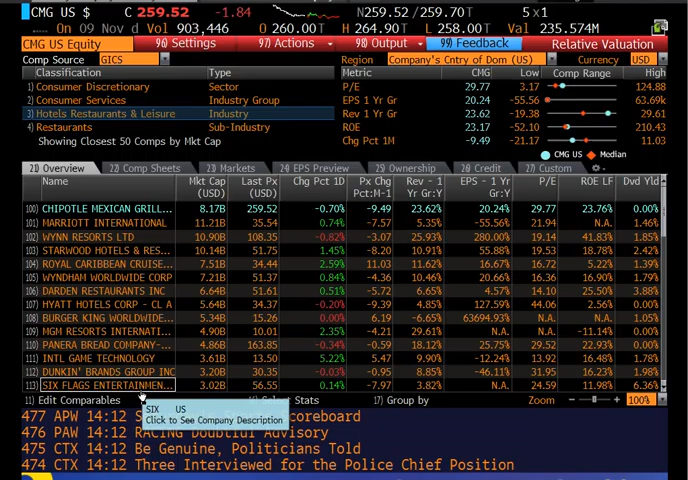 CMG US $ C 259.52 -1.84 N259.52 / 259.70T 5 x 1
On 09 Nov d Vol 903,446 O 260.00T H 264.90T L 258.00T Val 235.574M
CMG US Equity 96) Settings 97) Actions 98) Output 99) Feedback Relative Valuation
Comp Source GICS Region Company's Cntry of Dom (US) Currency USD
Classification Type Metric CMG Low Comp Range High
1) Consumer Discretionary Sector P/E 29.77 3.17 124.88
2) Consumer Services Industry Group EPS 1 Yr Gr 20.24 -55.56 63.69k
3) Hotels Restaurants & Leisure Industry Rev 1 Yr Gr 23.62 -19.38 29.61
4) Restaurants Sub-Industry ROE 23.17 -52.10 210.43
Showing Closest 50 Comps by Mkt Cap Chg Pct 1M -9.49 -21.17 11.03
CMG US Median
21) Overview 22) Comp Sheets 23) Markets 24) EPS Preview 25) Ownership 26) Credit 27) Custom
Name Mkt Cap (USD) Last Px (USD) Chg Pct 1D Px Chg Pct:M-1 Rev - 1 Yr Gr:Y EPS - 1 Yr Gr:Y P/E ROE LF Dvd Yld
100) CHIPOTLE MEXICAN GRILL... 8.17B 259.52 -0.70% -9.49 23.62% 20.24% 29.77 23.76% 0.00%
101) MARRIOTT INTERNATIONAL 11.21B 35.54 0.74% -7.57 5.35% -55.56% 21.94 N.A. 1.46%
102) WYNN RESORTS LTD 10.90B 108.35 -0.82% -3.07 25.93% 280.00% 19.14 41.83% 1.85%
103) STARWOOD HOTELS & RES... 10.14B 51.75 1.45% -8.20 10.91% 55.38% 19.53 18.78% 2.42%
104) ROYAL CARIBBEAN CRUISE... 7.51B 34.44 2.59% 11.03 11.62% 16.67% 16.72 5.22% 1.39%
105) WYNDHAM WORLDWIDE CORP 7.21B 51.37 0.84% -4.36 10.46% 20.66% 16.36 16.90% 1.79%
106) DARDEN RESTAURANTS INC 6.64B 51.61 0.51% -5.72 6.65% 4.57% 14.10 25.50% 3.88%
107) HYATT HOTELS CORP - CL A 5.64B 34.37 -0.20% -9.39 4.85% 127.59% 44.06 2.56% 0.00%
108) BURGER KING WORLDWIDE... 5.34B 15.26 0.00% 6.19 -6.65% 63694.93% N.A. N.A. 1.05%
109) MGM RESORTS INTERNATI... 4.90B 10.01 2.35% -4.21 29.61% N.A. N.A. -11.14% 0.00%
110) PANERA BREAD COMPANY-... 4.86B 163.85 -0.34% -0.59 18.12% 25.75% 29.52 22.93% 0.00%
111) INTL GAME TECHNOLOGY 3.61B 13.50 5.22% 5.47 9.90% -12.24% 13.92 16.48% 1.78%
112) DUNKIN' BRANDS GROUP INC 3.20B 30.35 -0.03% -0.92 8.85% -46.11% 31.95 16.23% 1.98%
113) SIX FLAGS ENTERTAINMEN... 3.02B 56.55 0.14% -7.97 3.82% N.A. 24.59 11.98% 6.36%
11) Edit Comparables Select Stats 17) Group by Zoom 100%
SIX US
Click to See Company Description
477 APW 14:12 Scoreboard
476 PAW 14:12 RACING Doubtful Advisory
475 CTX 14:12 Be Genuine, Politicians Told
474 CTX 14:12 Three Interviewed for the Police Chief Position